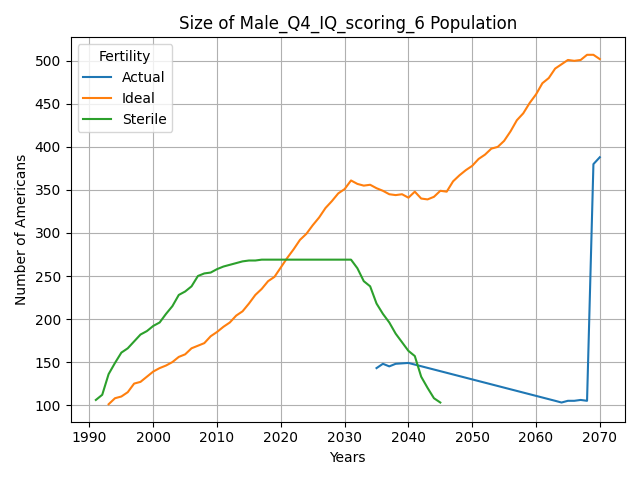 Size of Male_Q4_IQ_scoring_6 Population
Fertility
Actual
Ideal
Sterile
Number of Americans
500
450
400
350
300
250
200
150
100
1990 2000 2010 2020 2030 2040 2050 2060 2070
Years